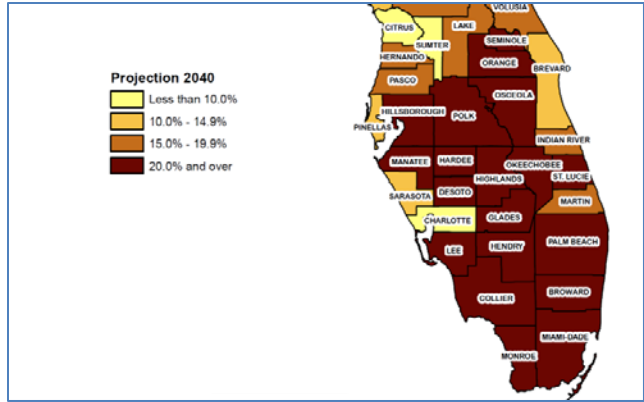 VOLUSIA
CITRUS
LAKE
SEMINOLE
SUMTER
HERNANDO
ORANGE
BREVARD
Projection 2040
PASCO
Less than 10.0%
OSCEOLA
10.0% - 14.9%
HILLSBOROUGH
POLK
15.0% - 19.9%
PINELLAS
INDIAN RIVER
20.0% and over
MANATEE
HARDEE
OKEECHOBEE
HIGHLANDS
ST. LUCIE
SARASOTA
DESOTO
MARTIN
CHARLOTTE
GLADES
PALM BEACH
LEE
HENDRY
BROWARD
COLLIER
MIAMI-DADE
MONROE